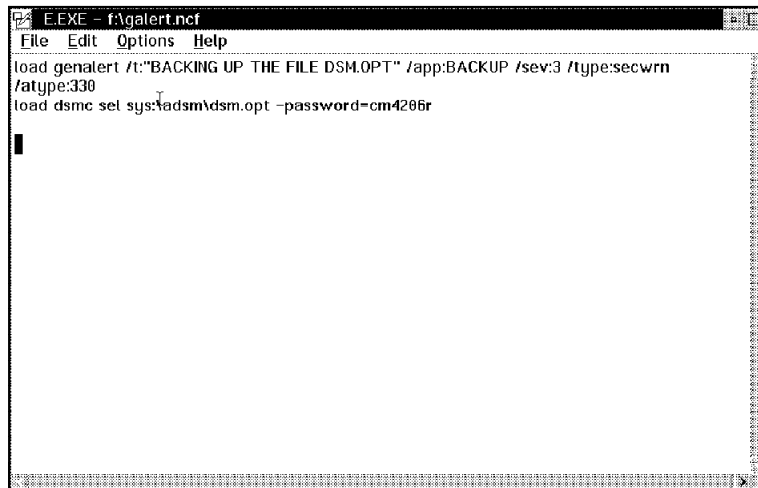 E.EXE – f:\galert.ncf
File Edit Options Help
load genalert /t:"BACKING UP THE FILE DSM.OPT" /app:BACKUP /sev:3 /type:secwrn
/atype:330
load dsmc sel sys:\adsm\dsm.opt -password=cm4206r